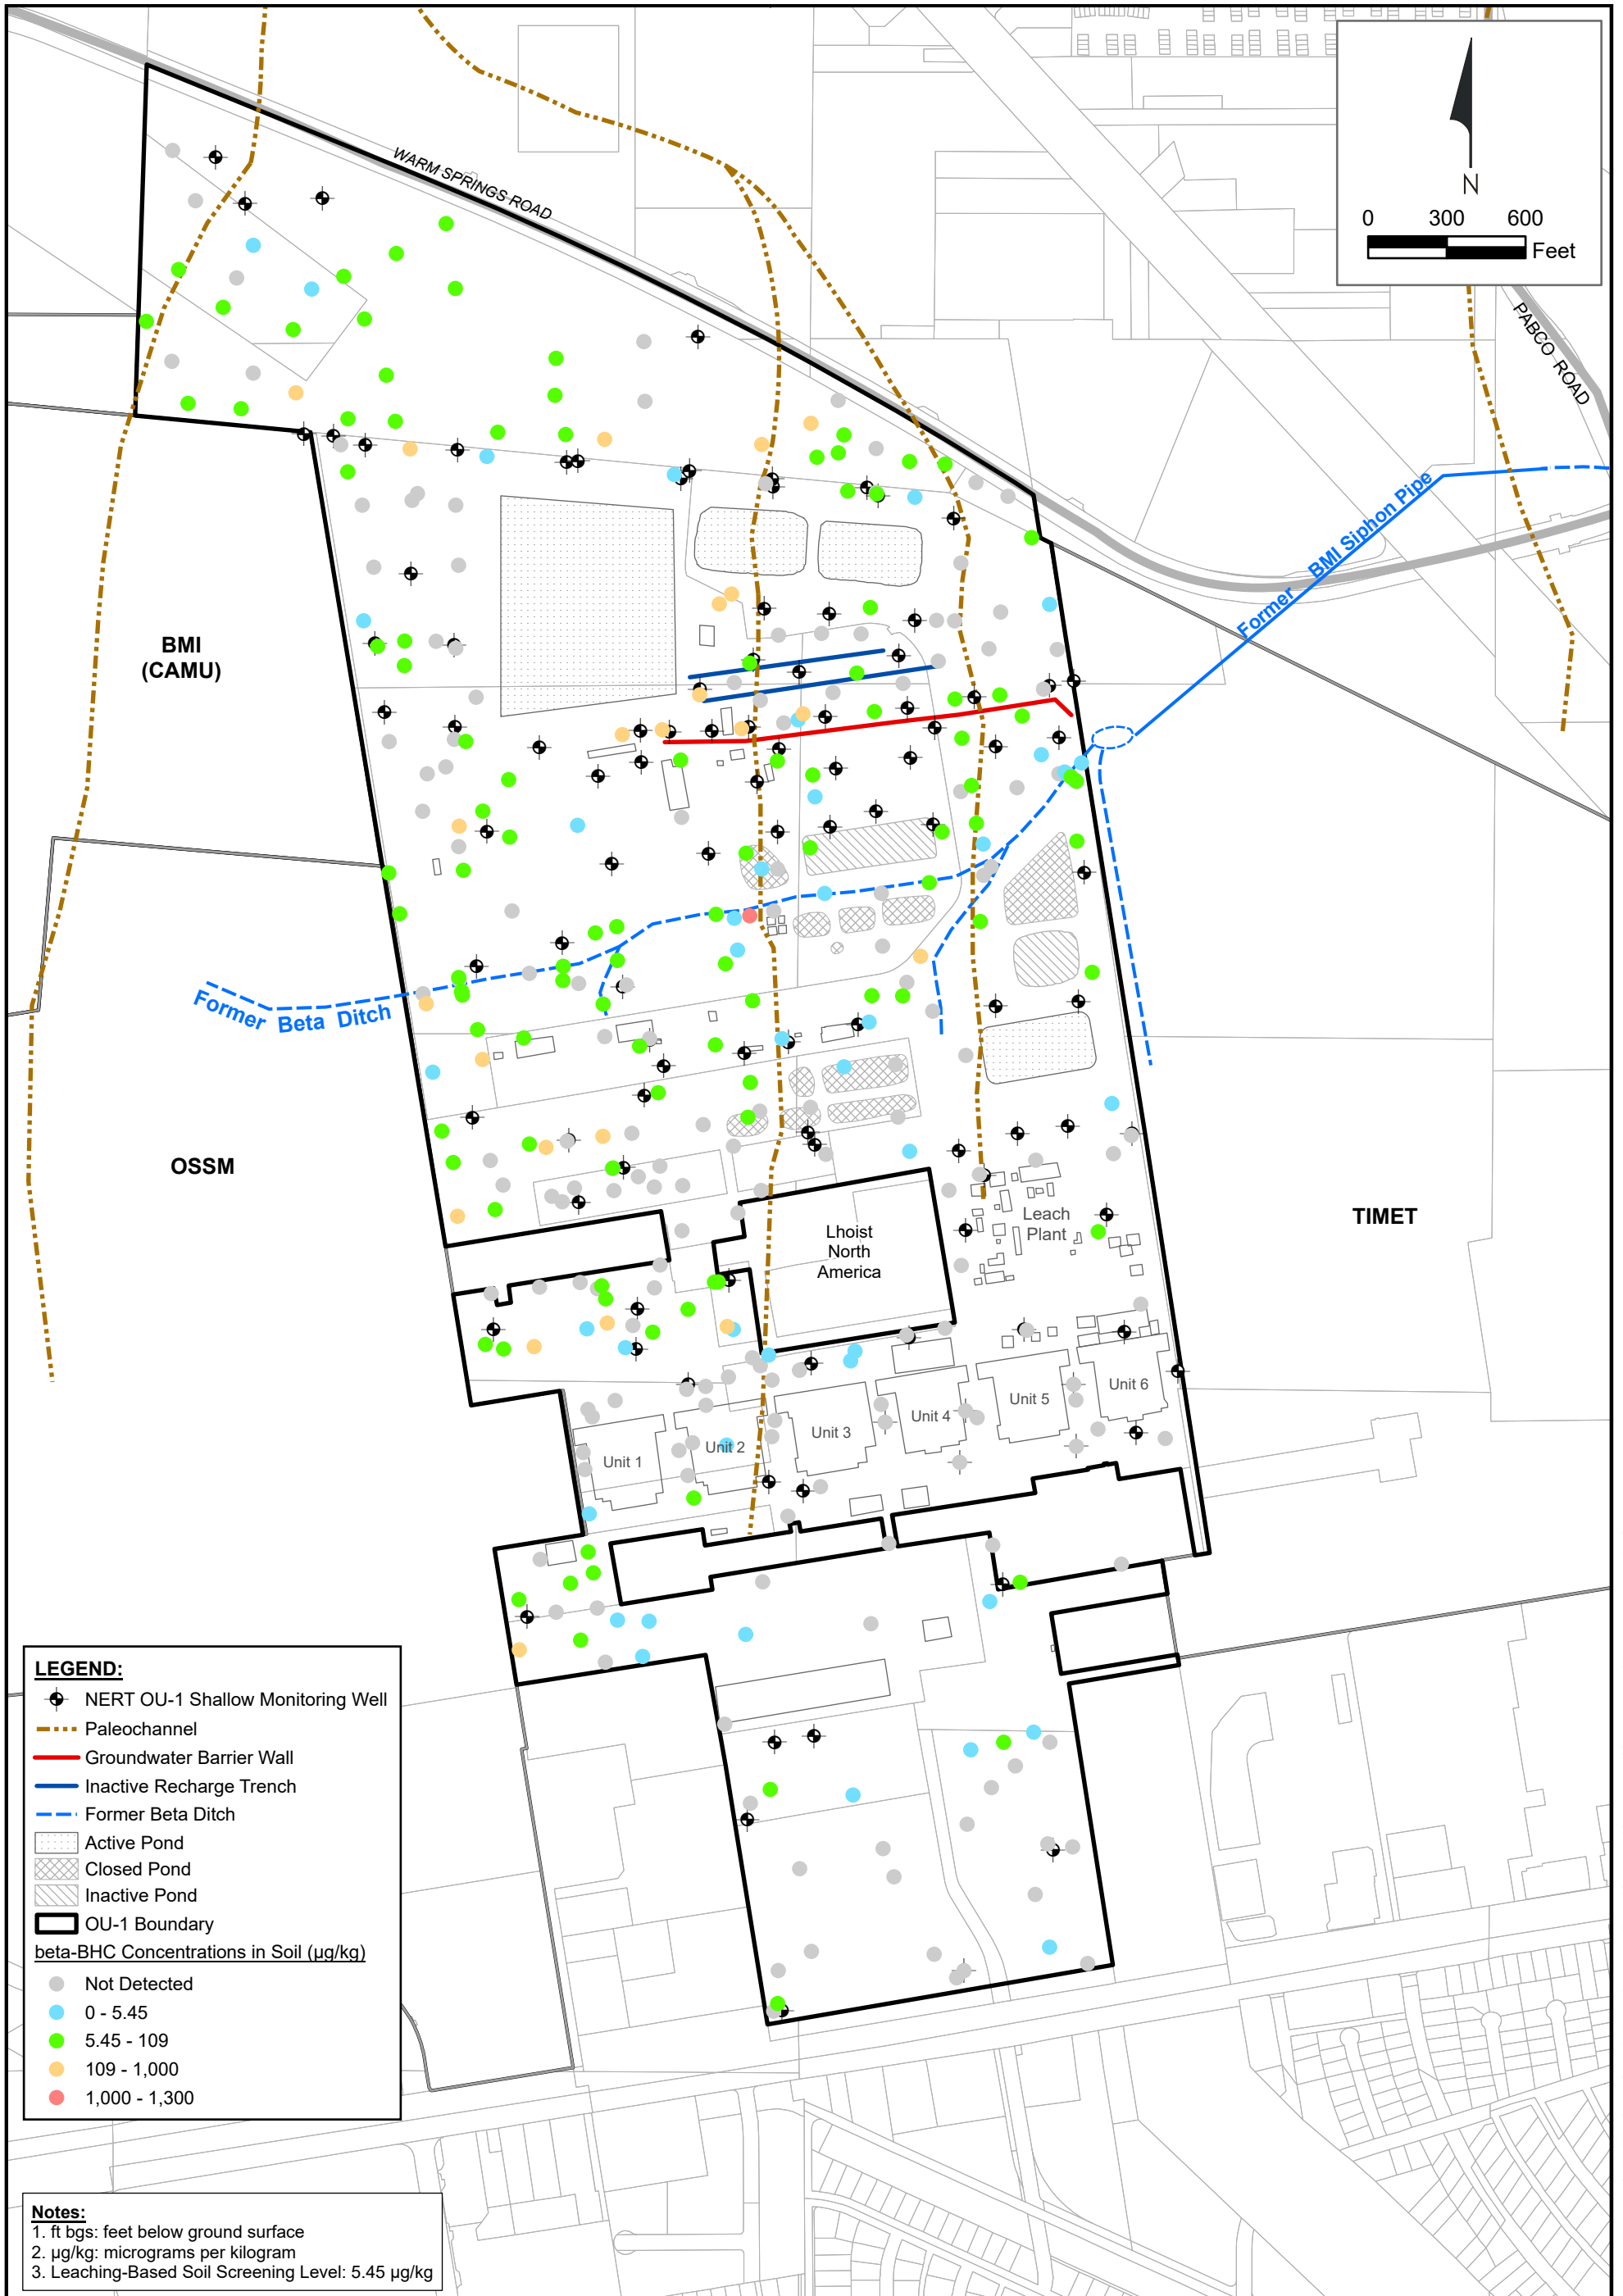 WARM SPRINGS ROAD
N
0 300 600
Feet
PABCO ROAD
Former BMI Siphon Pipe
BMI
(CAMU)
Former Beta Ditch
OSSM
TIMET
Leach
Plant
Lhoist
North
America
Unit 6
Unit 5
Unit 4
Unit 3
Unit 2
Unit 1
LEGEND:
NERT OU-1 Shallow Monitoring Well
Paleochannel
Groundwater Barrier Wall
Inactive Recharge Trench
Former Beta Ditch
Active Pond
Closed Pond
Inactive Pond
OU-1 Boundary
beta-BHC Concentrations in Soil (µg/kg)
Not Detected
0 - 5.45
5.45 - 109
109 - 1,000
1,000 - 1,300
Notes:
1. ft bgs: feet below ground surface
2. µg/kg: micrograms per kilogram
3. Leaching-Based Soil Screening Level: 5.45 µg/kg